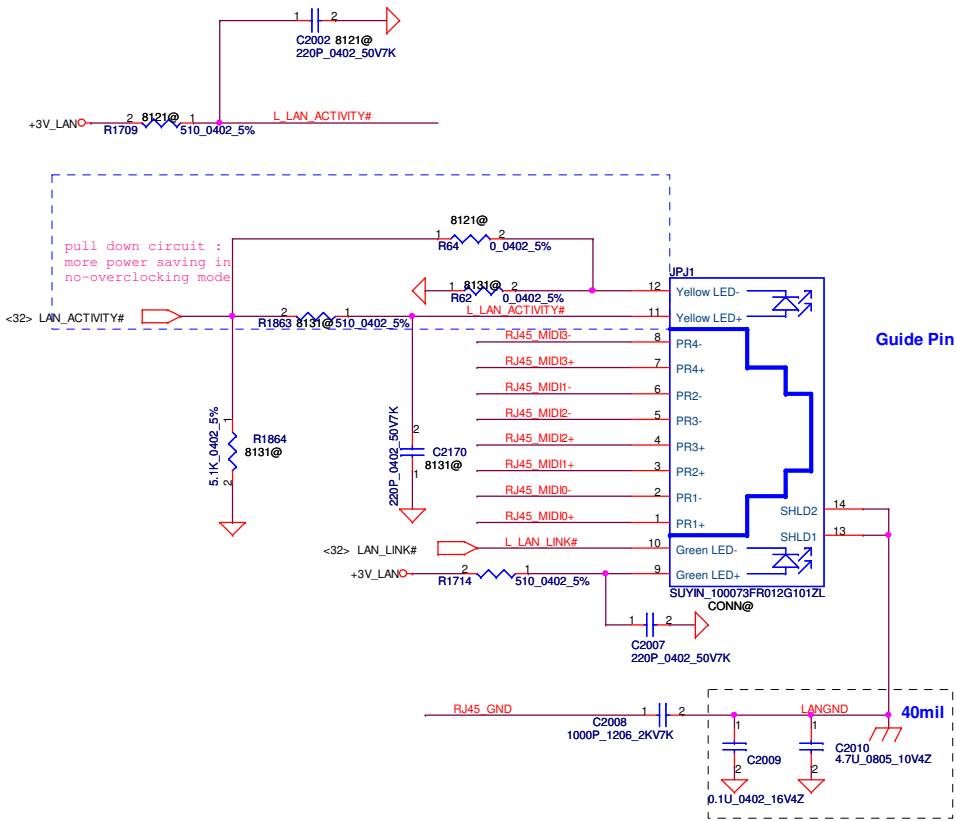 1 2
C2002 8121@
220P_0402_50V7K
+3V_LAN 2 8121@ 1 L_LAN_ACTIVITY#
R1709 510_0402_5%
8121@
1 2
R64 0_0402_5%
pull down circuit :
more power saving in
no-overclocking mode
JPJ1
1 8131@ 2 12 Yellow LED-
R62 0_0402_5%
<32> LAN_ACTIVITY# 2 1 L_LAN_ACTIVITY# 11 Yellow LED+
R1863 8131@ 510_0402_5%
Guide Pin
RJ45_MIDI3- 8 PR4-
RJ45_MIDI3+ 7 PR4+
RJ45_MIDI1- 6 PR2-
RJ45_MIDI2- 5 PR3-
RJ45_MIDI2+ 4 PR3+
RJ45_MIDI1+ 3 PR2+
RJ45_MIDI0- 2 PR1-
RJ45_MIDI0+ 1 PR1+
5.1K_0402_5%
1
R1864
8131@
2
220P_0402_50V7K
2
C2170
8131@
1
SHLD2 14
SHLD1 13
<32> LAN_LINK# L_LAN_LINK# 10 Green LED-
+3V_LAN 2 1 9 Green LED+
R1714 510_0402_5%
SUYIN_100073FR012G101ZL
CONN@
1 2
C2007
220P_0402_50V7K
RJ45_GND 1 2 LANGND 40mil
C2008
1000P_1206_2KV7K
1
C2009
2
0.1U_0402_16V4Z
1
C2010
4.7U_0805_10V4Z
2